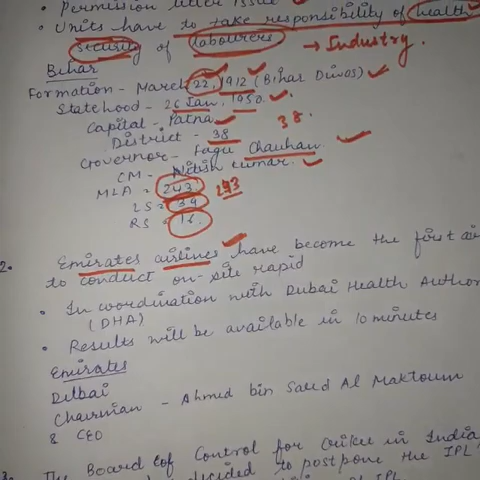 • Permission letter issue
• Units have to take responsibility of health
security of labourers → Industry.
Bihar
Formation - March 22, 1912 (Bihar Diwas)
Statehood - 26 Jan, 1950.
Capital - Patna
District - 38 38.
Governor - Fagu Chauhan.
CM - Nitish Kumar.
MLA = 243 243
LS = 39
RS = 16
2. Emirates airlines have become the first
to conduct on-site rapid
• In coordination with Dubai Health Author
(DHA)
• Results will be available in 10 minutes
Emirates
Dubai
Chairman - Ahmed bin Saeed Al Maktoum
& CEO
3. The Board of Control for Cricket in India
decided to postpone the IPL
IPL